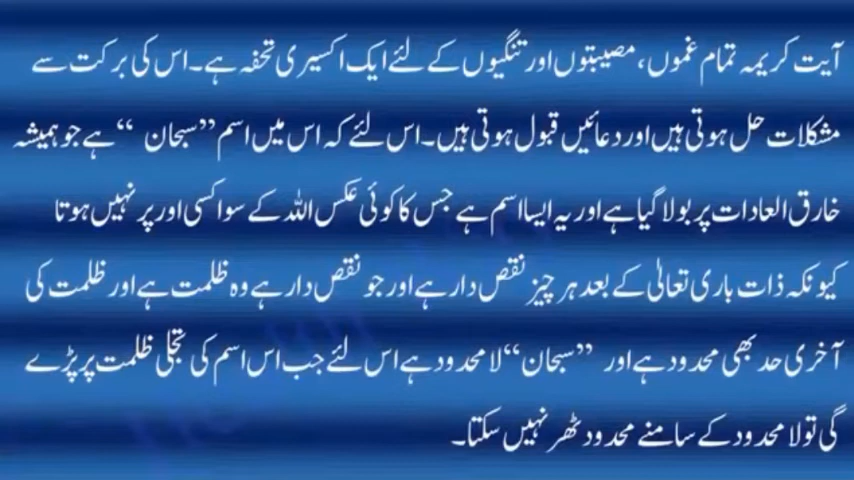 آیت کریمہ تمام غموں، مصیبتوں اور تنگیوں کے لئے ایک اکسیری تحفہ ہے۔ اس کی برکت سے
مشکلات حل ہوتی ہیں اور دعائیں قبول ہوتی ہیں۔ اس لئے کہ اس میں اسم ”سبحان “ ہے جو ہمیشہ
خارق العادات پر بولا گیا ہے اور یہ ایسا اسم ہے جس کا کوئی عکس اللہ کے سوا کسی اور پر نہیں ہوتا
کیونکہ ذات باری تعالیٰ کے بعد ہر چیز نقص دار ہے اور جو نقص دار ہے وہ ظلمت ہے اور ظلمت کی
آخری حد بھی محدود ہے اور ”سبحان“ لا محدود ہے اس لئے جب اس اسم کی تجلی ظلمت پر پڑے
گی تو لا محدود کے سامنے محدود ٹھر نہیں سکتا۔